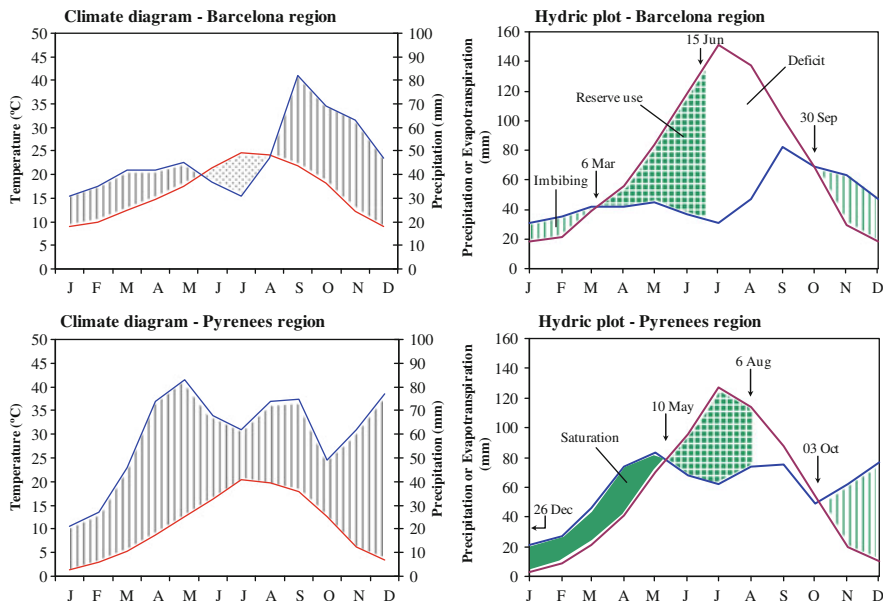 Climate diagram - Barcelona region
50
45
40
35
30
25
20
15
10
5
0
Temperature (ºC)
100
90
80
70
60
50
40
30
20
10
0
Precipitation (mm)
J F M A M J J A S O N D
Hydric plot - Barcelona region
160
140
120
100
80
60
40
20
0
Precipitation or Evapotranspiration
(mm)
15 Jun
Deficit
Reserve use
30 Sep
6 Mar
Imbibing
J F M A M J J A S O N D
Climate diagram - Pyrenees region
50
45
40
35
30
25
20
15
10
5
0
Temperature (ºC)
100
90
80
70
60
50
40
30
20
10
0
Precipitation (mm)
J F M A M J J A S O N D
Hydric plot - Pyrenees region
160
140
120
100
80
60
40
20
0
Precipitation or Evapotranspiration
(mm)
6 Aug
10 May
Saturation
03 Oct
26 Dec
J F M A M J J A S O N D